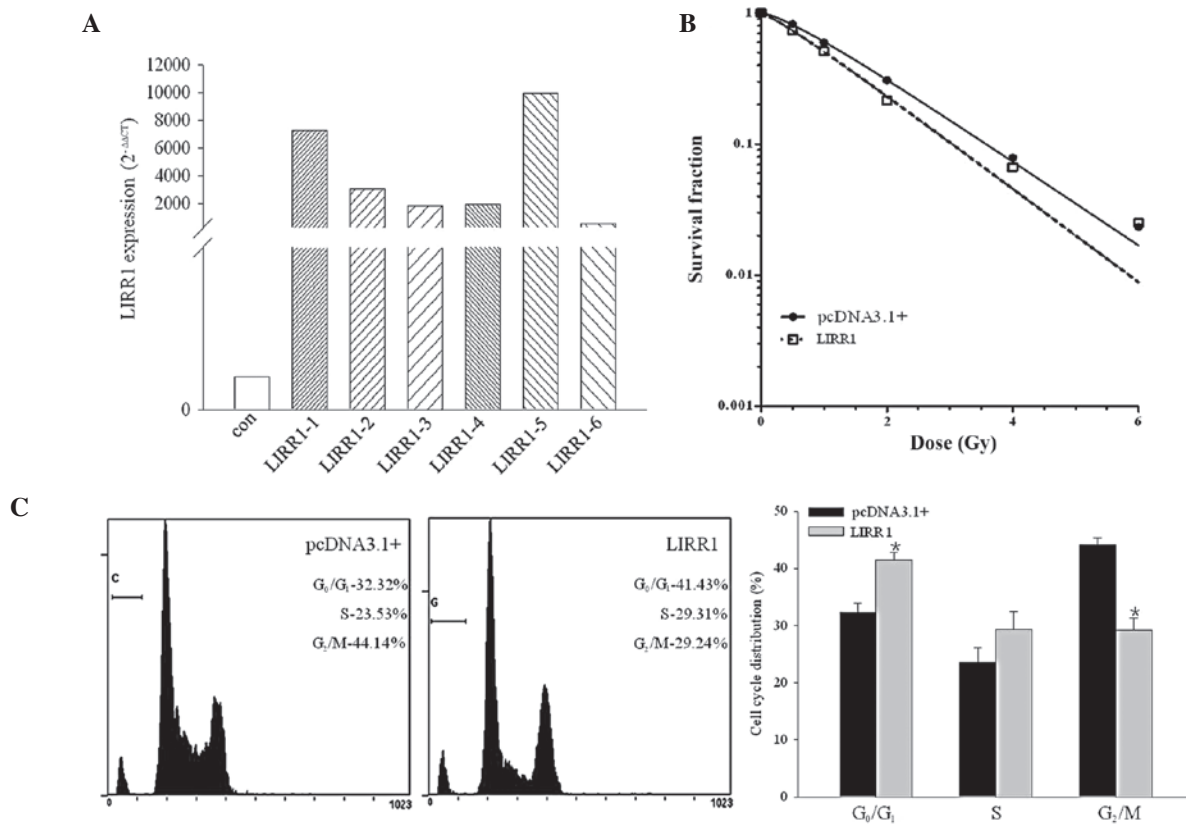 A
LIRR1 expression (2-ΔΔCT)
12000
10000
8000
6000
4000
2000
0
con
LIRR1-1
LIRR1-2
LIRR1-3
LIRR1-4
LIRR1-5
LIRR1-6
B
Survival fraction
1
0.1
0.01
0.001
pcDNA3.1+
LIRR1
0
2
4
6
Dose (Gy)
C
C
pcDNA3.1+
G₀/G₁-32.32%
S-23.53%
G₂/M-44.14%
0
1023
G
LIRR1
G₀/G₁-41.43%
S-29.31%
G₂/M-29.24%
0
1023
Cell cycle distribution (%)
50
40
30
20
10
0
pcDNA3.1+
LIRR1
*
*
G₀/G₁
S
G₂/M